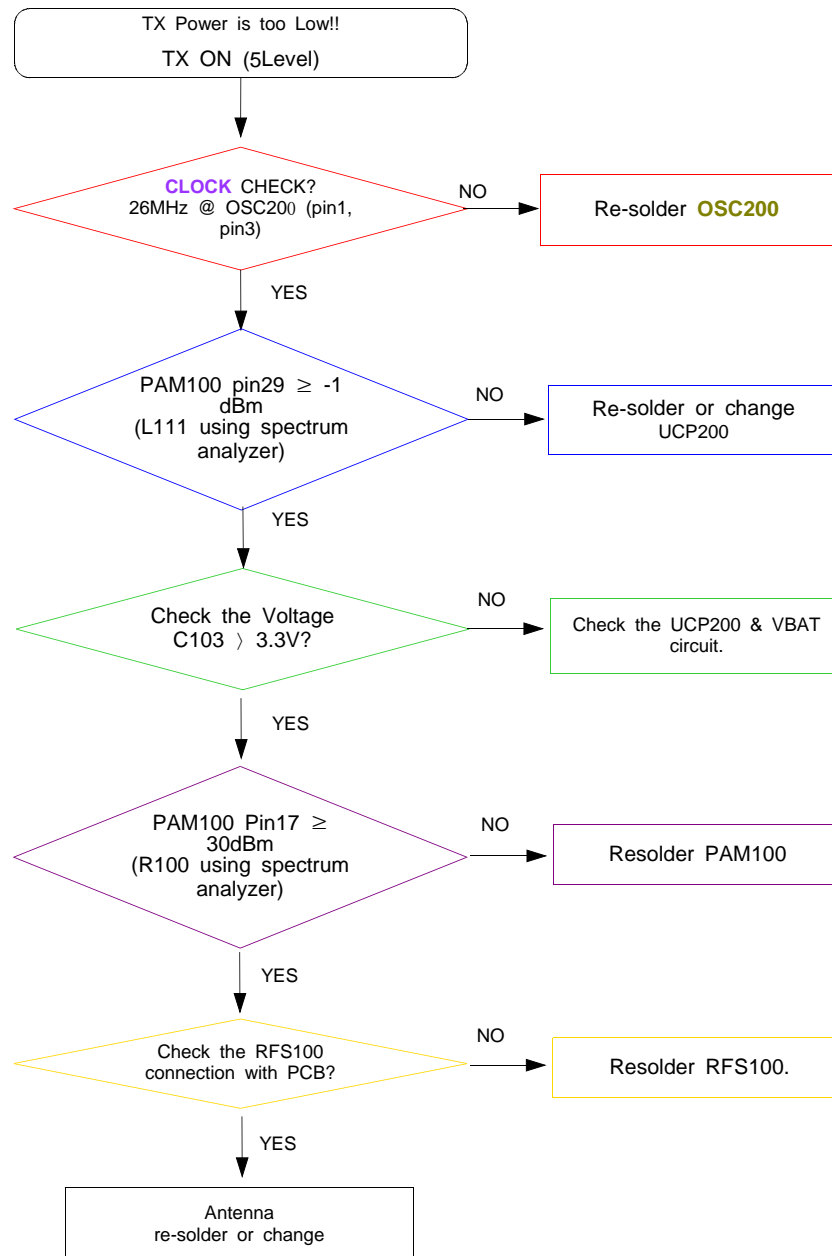 TX Power is too Low!!
TX ON (5Level)
CLOCK CHECK?
26MHz @ OSC200 (pin1,
pin3)
NO
Re-solder OSC200
YES
PAM100 pin29 ≥ -1
dBm
(L111 using spectrum
analyzer)
NO
Re-solder or change
UCP200
YES
Check the Voltage
C103 〉 3.3V?
NO
Check the UCP200 & VBAT
circuit.
YES
PAM100 Pin17 ≥
30dBm
(R100 using spectrum
analyzer)
NO
Resolder PAM100
YES
Check the RFS100
connection with PCB?
NO
Resolder RFS100.
YES
Antenna
re-solder or change